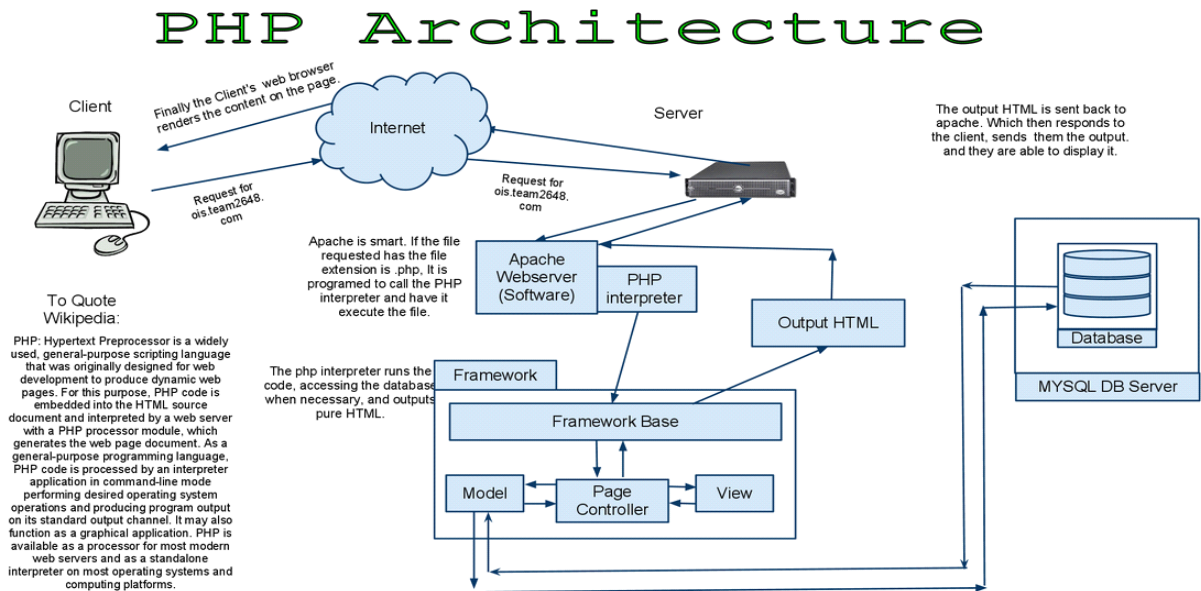 PHP Architecture
Client
Finally the Client's web browser
renders the content on the page.
Internet
Server
The output HTML is sent back to
apache. Which then responds to
the client, sends them the output.
and they are able to display it.
Request for
ois.team2648.
com
Request for
ois.team2648.
com
Apache is smart. If the file
requested has the file
extension is .php, It is
programed to call the PHP
interpreter and have it
execute the file.
Apache
Webserver
(Software)
PHP
interpreter
Output HTML
Database
MYSQL DB Server
To Quote
Wikipedia:
PHP: Hypertext Preprocessor is a widely
used, general-purpose scripting language
that was originally designed for web
development to produce dynamic web
pages. For this purpose, PHP code is
embedded into the HTML source
document and interpreted by a web server
with a PHP processor module, which
generates the web page document. As a
general-purpose programming language,
PHP code is processed by an interpreter
application in command-line mode
performing desired operating system
operations and producing program output
on its standard output channel. It may also
function as a graphical application. PHP is
available as a processor for most modern
web servers and as a standalone
interpreter on most operating systems and
computing platforms.
The php interpreter runs the
code, accessing the database
when necessary, and outputs
pure HTML.
Framework
Framework Base
Model
Page
Controller
View